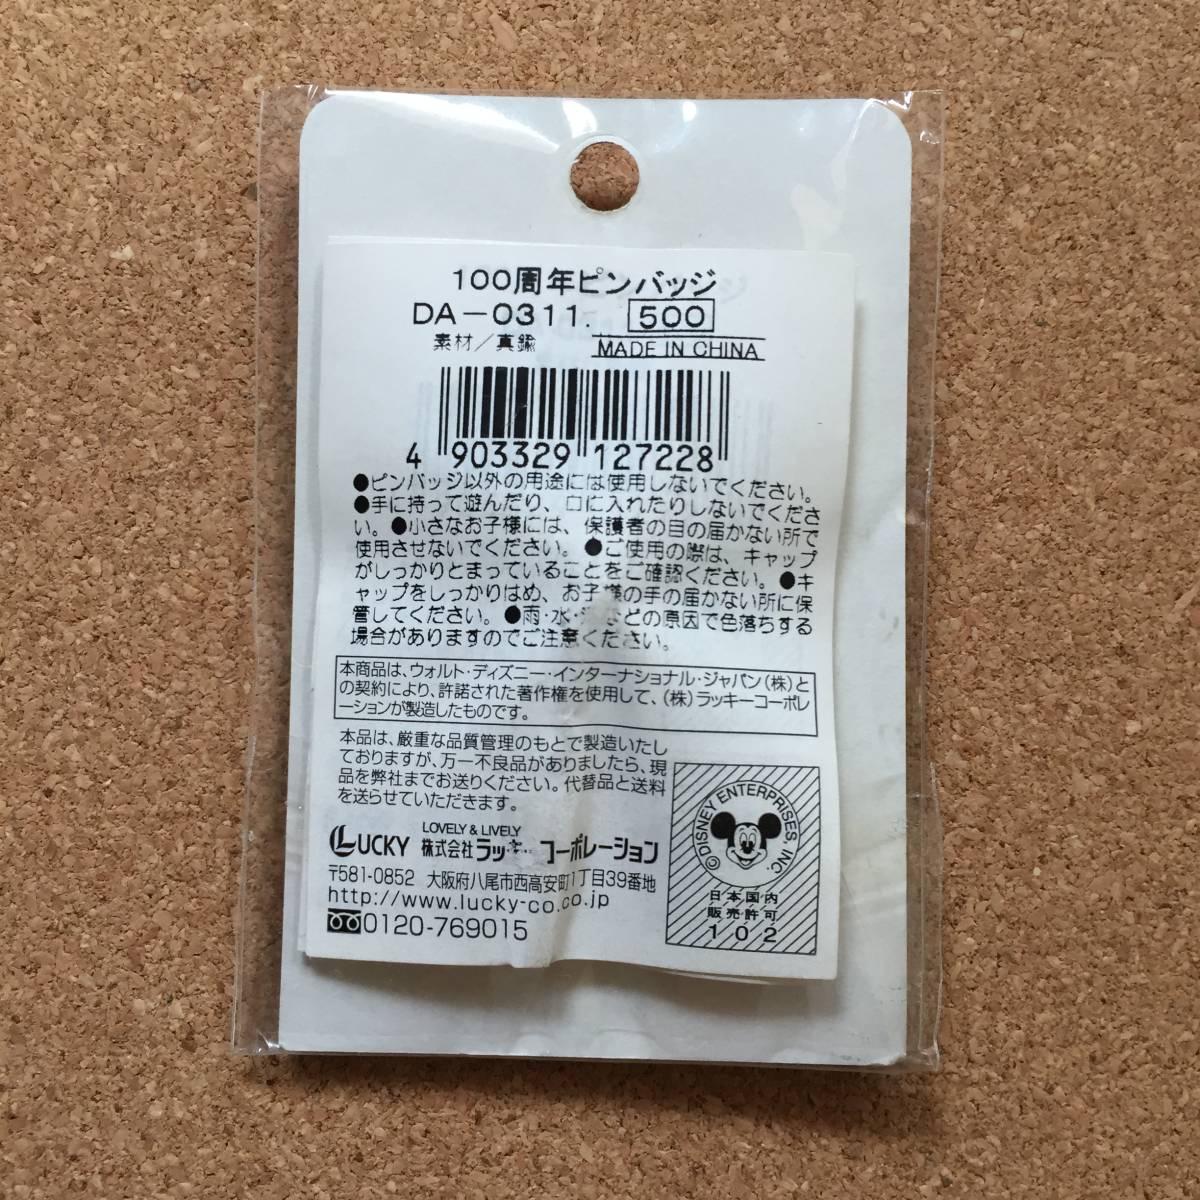 100周年ピンバッジ
DA-0311. 500
素材/真鍮 MADE IN CHINA
4 903329 127228
●ピンバッジ以外の用途には使用しないでください。
●手に持って遊んだり、口に入れたりしないでくださ
い。●小さなお子様には、保護者の目の届かない所で
使用させないでください。●ご使用の際は、キャップ
がしっかりとまっていることをご確認ください。●キ
ャップをしっかりはめ、お子様の手の届かない所に保
管してください。●雨・水・などの原因で色落ちする
場合がありますのでご注意ください。
本商品は、ウォルト・ディズニー・インターナショナル・ジャパン(株)と
の契約により、許諾された著作権を使用して、(株)ラッキーコーポレ
ーションが製造したものです。
本品は、厳重な品質管理のもとで製造いたし
ておりますが、万一不良品がありましたら、現
品を弊社までお送りください。代替品と送料
を送らせていただきます。
LOVELY & LIVELY
LUCKY 株式会社ラッキーコーポレーション
〒581-0852 大阪府八尾市西高安町1丁目39番地
http://www.lucky-co.co.jp
0120-769015
©DISNEY ENTERPRISES, INC.
日本国内
販売許可
102